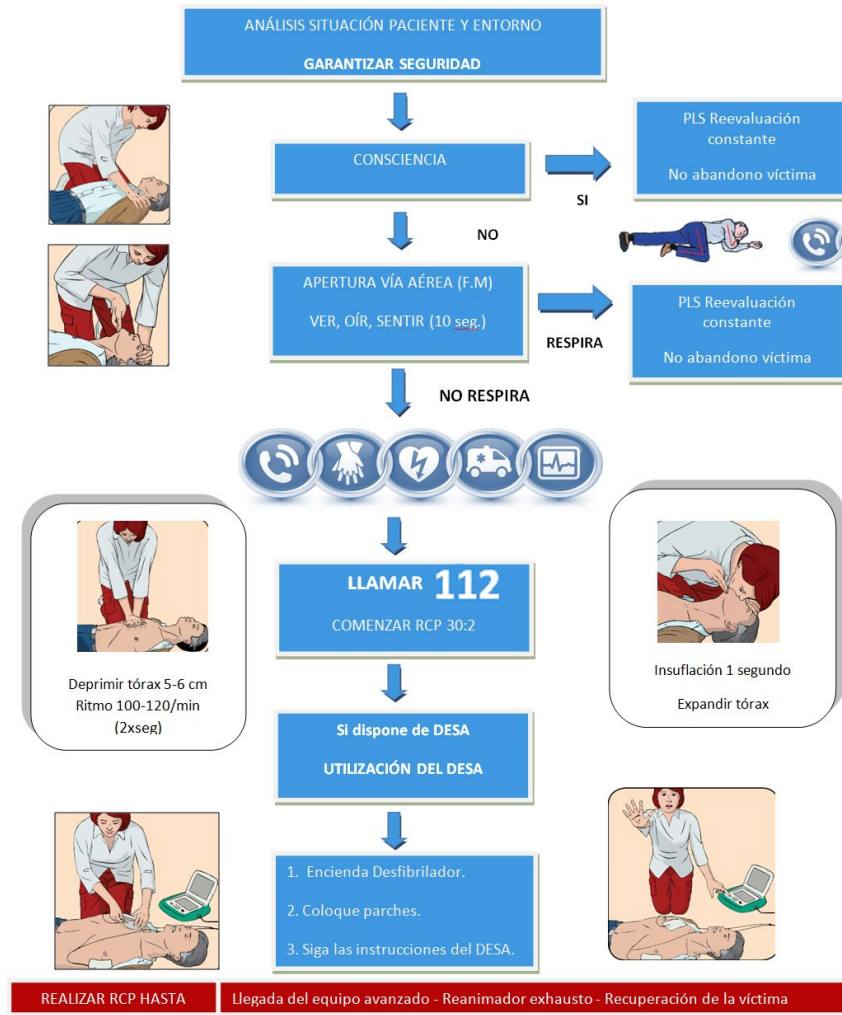 ANÁLISIS SITUACIÓN PACIENTE Y ENTORNO
GARANTIZAR SEGURIDAD
CONSCIENCIA
SI
PLS Reevaluación
constante
No abandono víctima
NO
APERTURA VÍA AÉREA (F.M)
VER, OÍR, SENTIR (10 seg.)
RESPIRA
PLS Reevaluación
constante
No abandono víctima
NO RESPIRA
LLAMAR 112
COMENZAR RCP 30:2
Deprimir tórax 5-6 cm
Ritmo 100-120/min
(2xseg)
Insuflación 1 segundo
Expandir tórax
Si dispone de DESA
UTILIZACIÓN DEL DESA
1. Encienda Desfibrilador.
2. Coloque parches.
3. Siga las instrucciones del DESA.
REALIZAR RCP HASTA
Llegada del equipo avanzado - Reanimador exhausto - Recuperación de la víctima